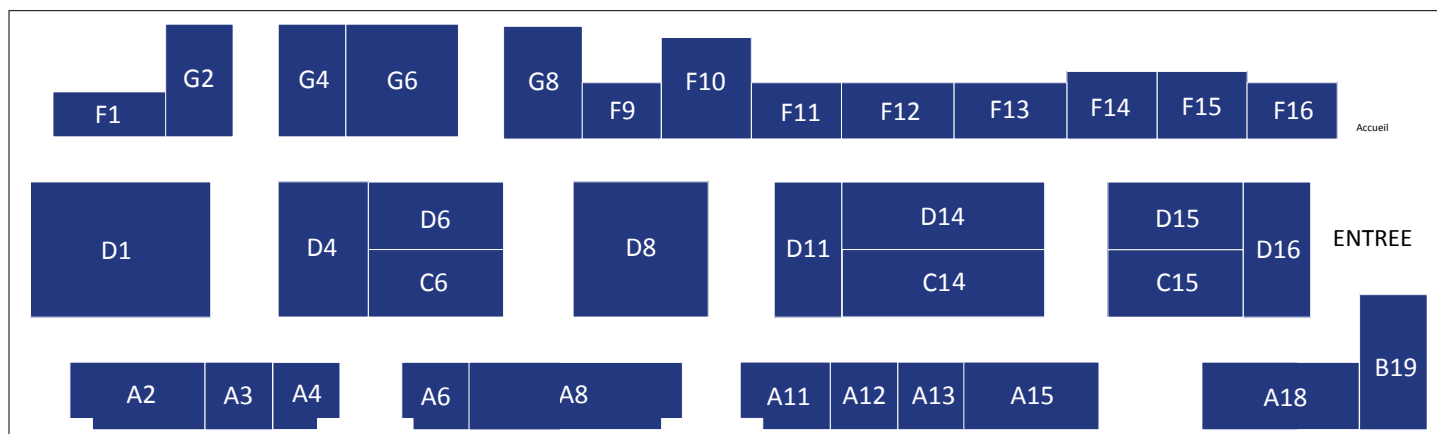 G2
G4
G6
G8
F1
F9
F10
F11
F12
F13
F14
F15
F16
Accueil
D1
D4
D6
C6
D8
D11
D14
C14
D15
C15
D16
ENTREE
A2
A3
A4
A6
A8
A11
A12
A13
A15
A18
B19